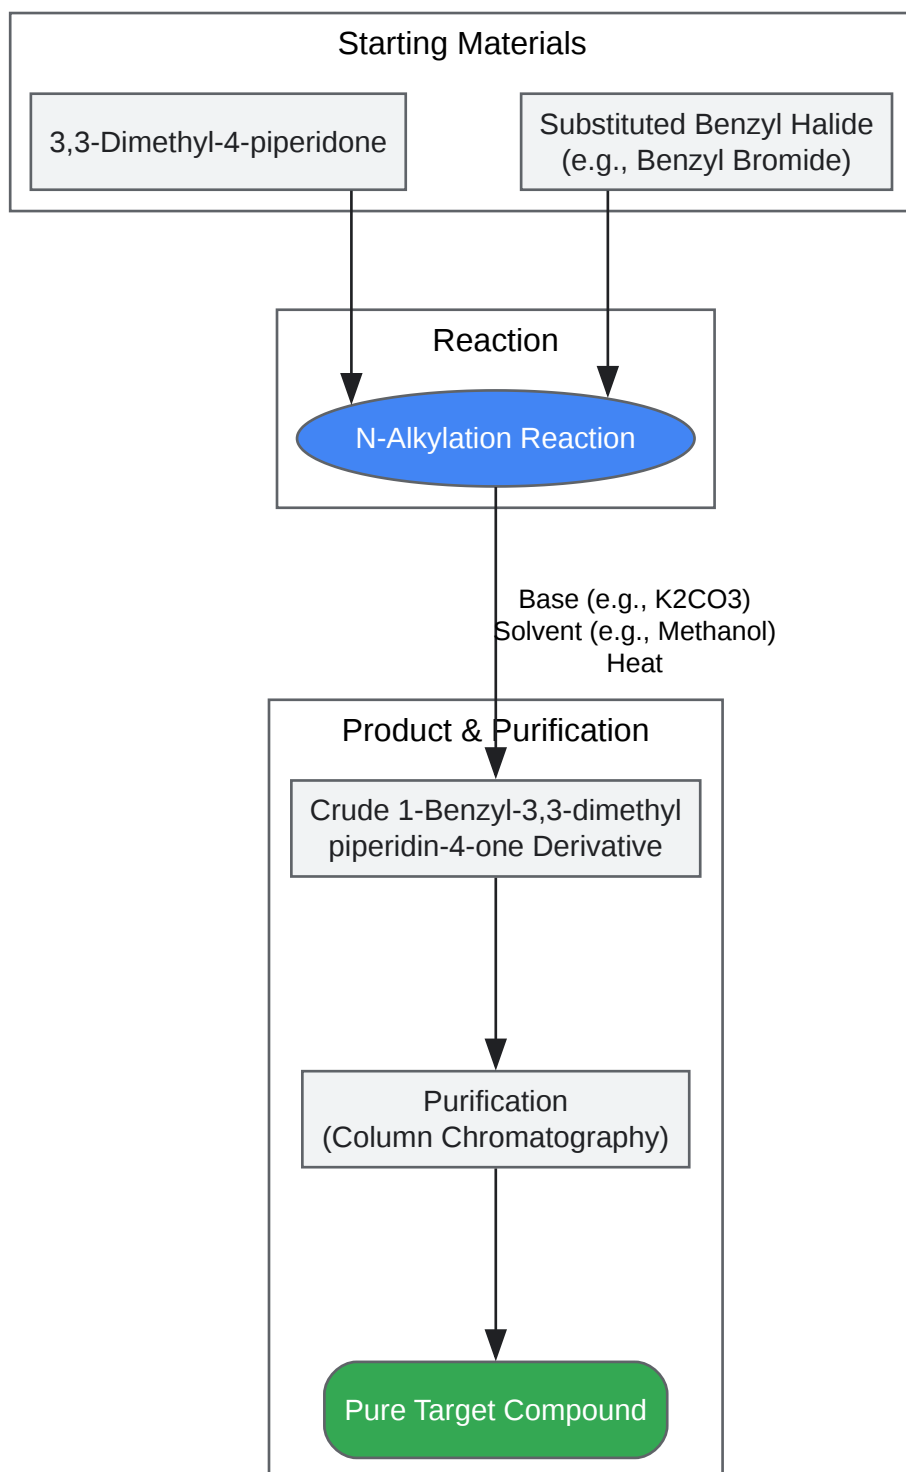 Starting Materials
3,3-Dimethyl-4-piperidone
Substituted Benzyl Halide
(e.g., Benzyl Bromide)
Reaction
N-Alkylation Reaction
Base (e.g., K2CO3)
Solvent (e.g., Methanol)
Heat
Product & Purification
Crude 1-Benzyl-3,3-dimethyl
piperidin-4-one Derivative
Purification
(Column Chromatography)
Pure Target Compound